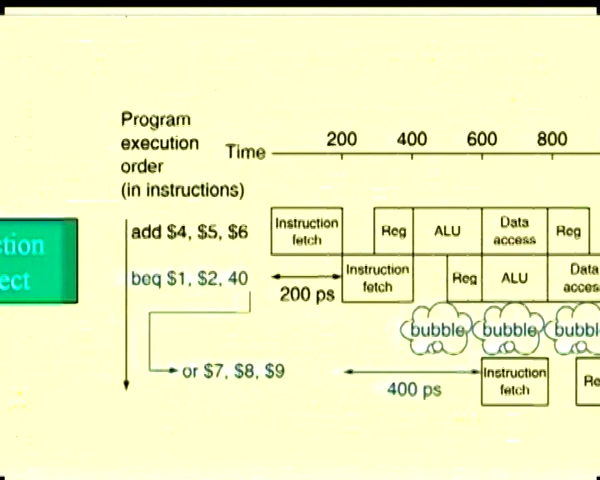 Program
execution
order
(in instructions)
Time
200 400 600 800
add $4, $5, $6
Instruction
fetch
Reg
ALU
Data
access
Reg
beq $1, $2, 40
200 ps
Instruction
fetch
Reg
ALU
Data
bubble bubble
or $7, $8, $9
400 ps
Instruction
fetch